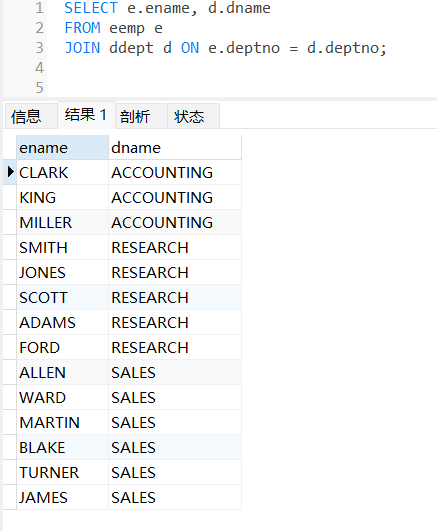 1 SELECT e.ename, d.dname
2 FROM eemp e
3 JOIN ddept d ON e.deptno = d.deptno;
4
5
信息 结果 1 剖析 状态
ename dname
CLARK ACCOUNTING
KING ACCOUNTING
MILLER ACCOUNTING
SMITH RESEARCH
JONES RESEARCH
SCOTT RESEARCH
ADAMS RESEARCH
FORD RESEARCH
ALLEN SALES
WARD SALES
MARTIN SALES
BLAKE SALES
TURNER SALES
JAMES SALES